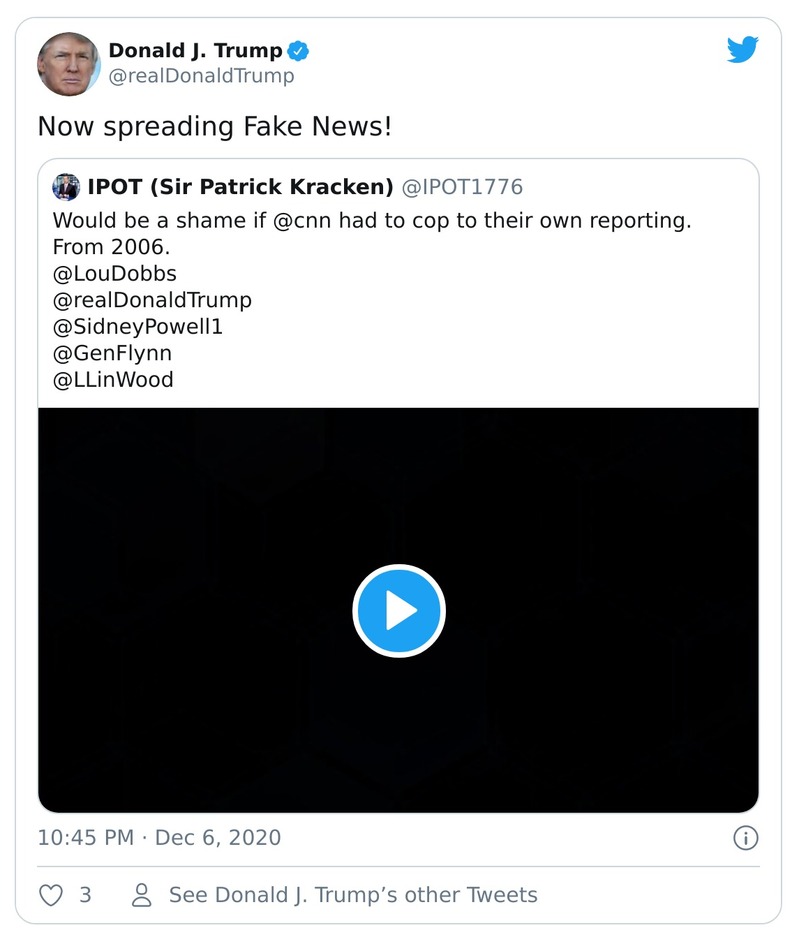 Donald J. Trump
@realDonaldTrump
Now spreading Fake News!
IPOT (Sir Patrick Kracken) @IPOT1776
Would be a shame if @cnn had to cop to their own reporting.
From 2006.
@LouDobbs
@realDonaldTrump
@SidneyPowell1
@GenFlynn
@LLinWood
10:45 PM · Dec 6, 2020
3 See Donald J. Trump’s other Tweets